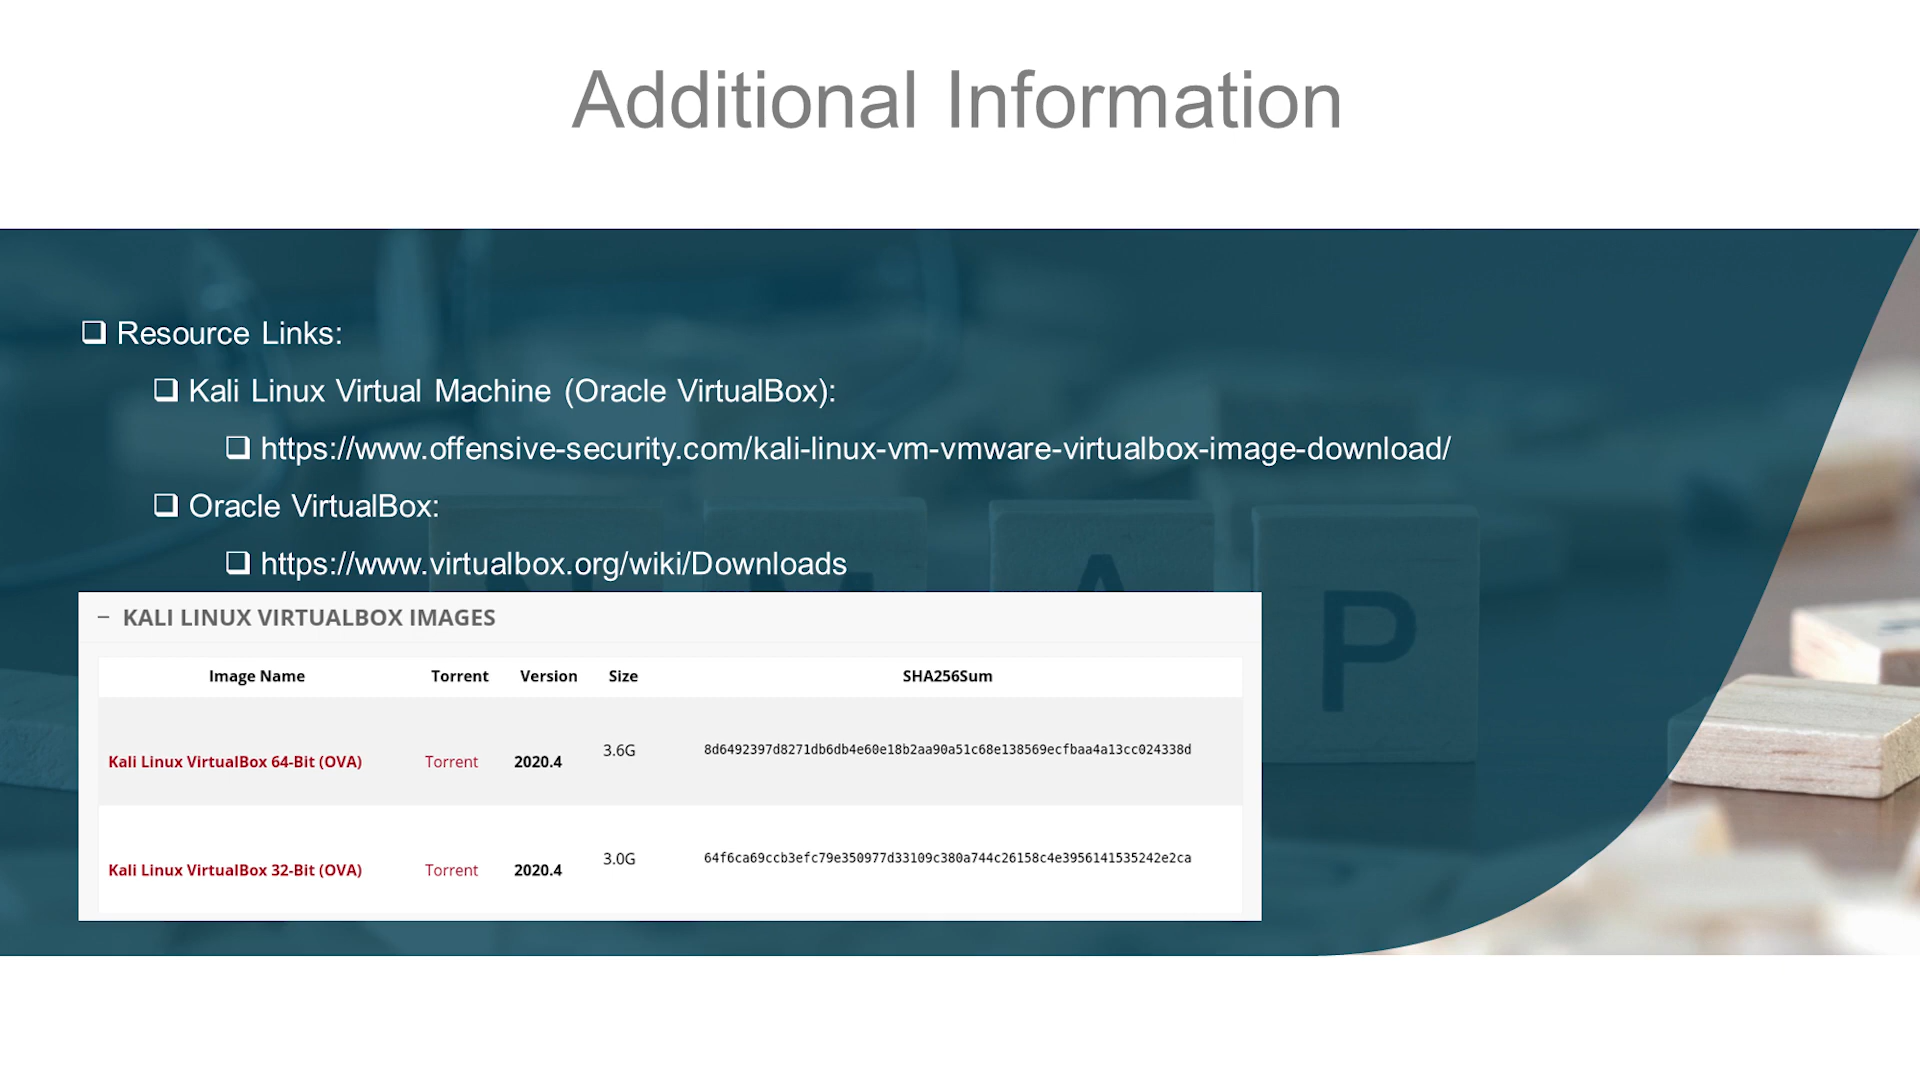 Additional Information
❑ Resource Links:
❑ Kali Linux Virtual Machine (Oracle VirtualBox):
❑ https://www.offensive-security.com/kali-linux-vm-vmware-virtualbox-image-download/
❑ Oracle VirtualBox:
❑ https://www.virtualbox.org/wiki/Downloads
− KALI LINUX VIRTUALBOX IMAGES
Image Name Torrent Version Size SHA256Sum
Kali Linux VirtualBox 64-Bit (OVA) Torrent 2020.4 3.6G 8d6492397d8271db6db4e60e18b2aa90a51c68e138569ecfbaa4a13cc024338d
Kali Linux VirtualBox 32-Bit (OVA) Torrent 2020.4 3.0G 64f6ca69ccb3efc79e350977d33109c380a744c26158c4e3956141535242e2ca
A P